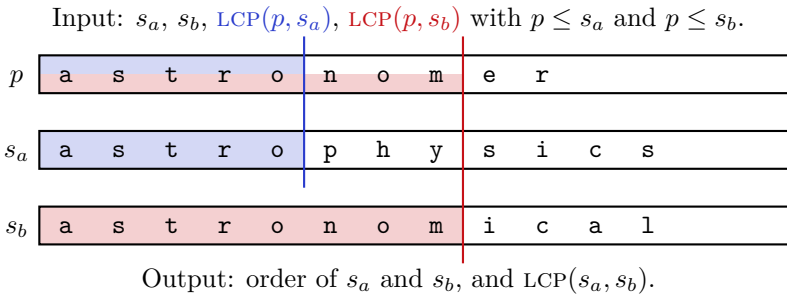 Input: s_a, s_b, LCP(p, s_a), LCP(p, s_b) with p ≤ s_a and p ≤ s_b.
p a s t r o n o m e r
s_a a s t r o p h y s i c s
s_b a s t r o n o m i c a l
Output: order of s_a and s_b, and LCP(s_a, s_b).